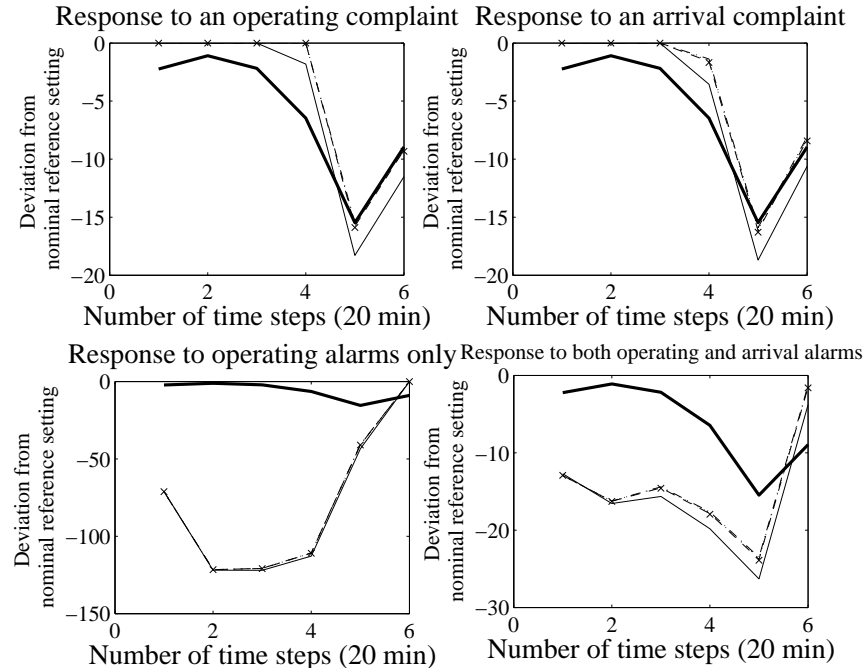 Response to an operating complaint
0
−5
−10
−15
−20
0 2 4 6
Deviation from
nominal reference setting
Number of time steps (20 min)
Response to an arrival complaint
0
−5
−10
−15
−20
0 2 4 6
Deviation from
nominal reference setting
Number of time steps (20 min)
Response to operating alarms only
0
−50
−100
−150
0 2 4 6
Deviation from
nominal reference setting
Number of time steps (20 min)
Response to both operating and arrival alarms
0
−10
−20
−30
0 2 4 6
Deviation from
nominal reference setting
Number of time steps (20 min)